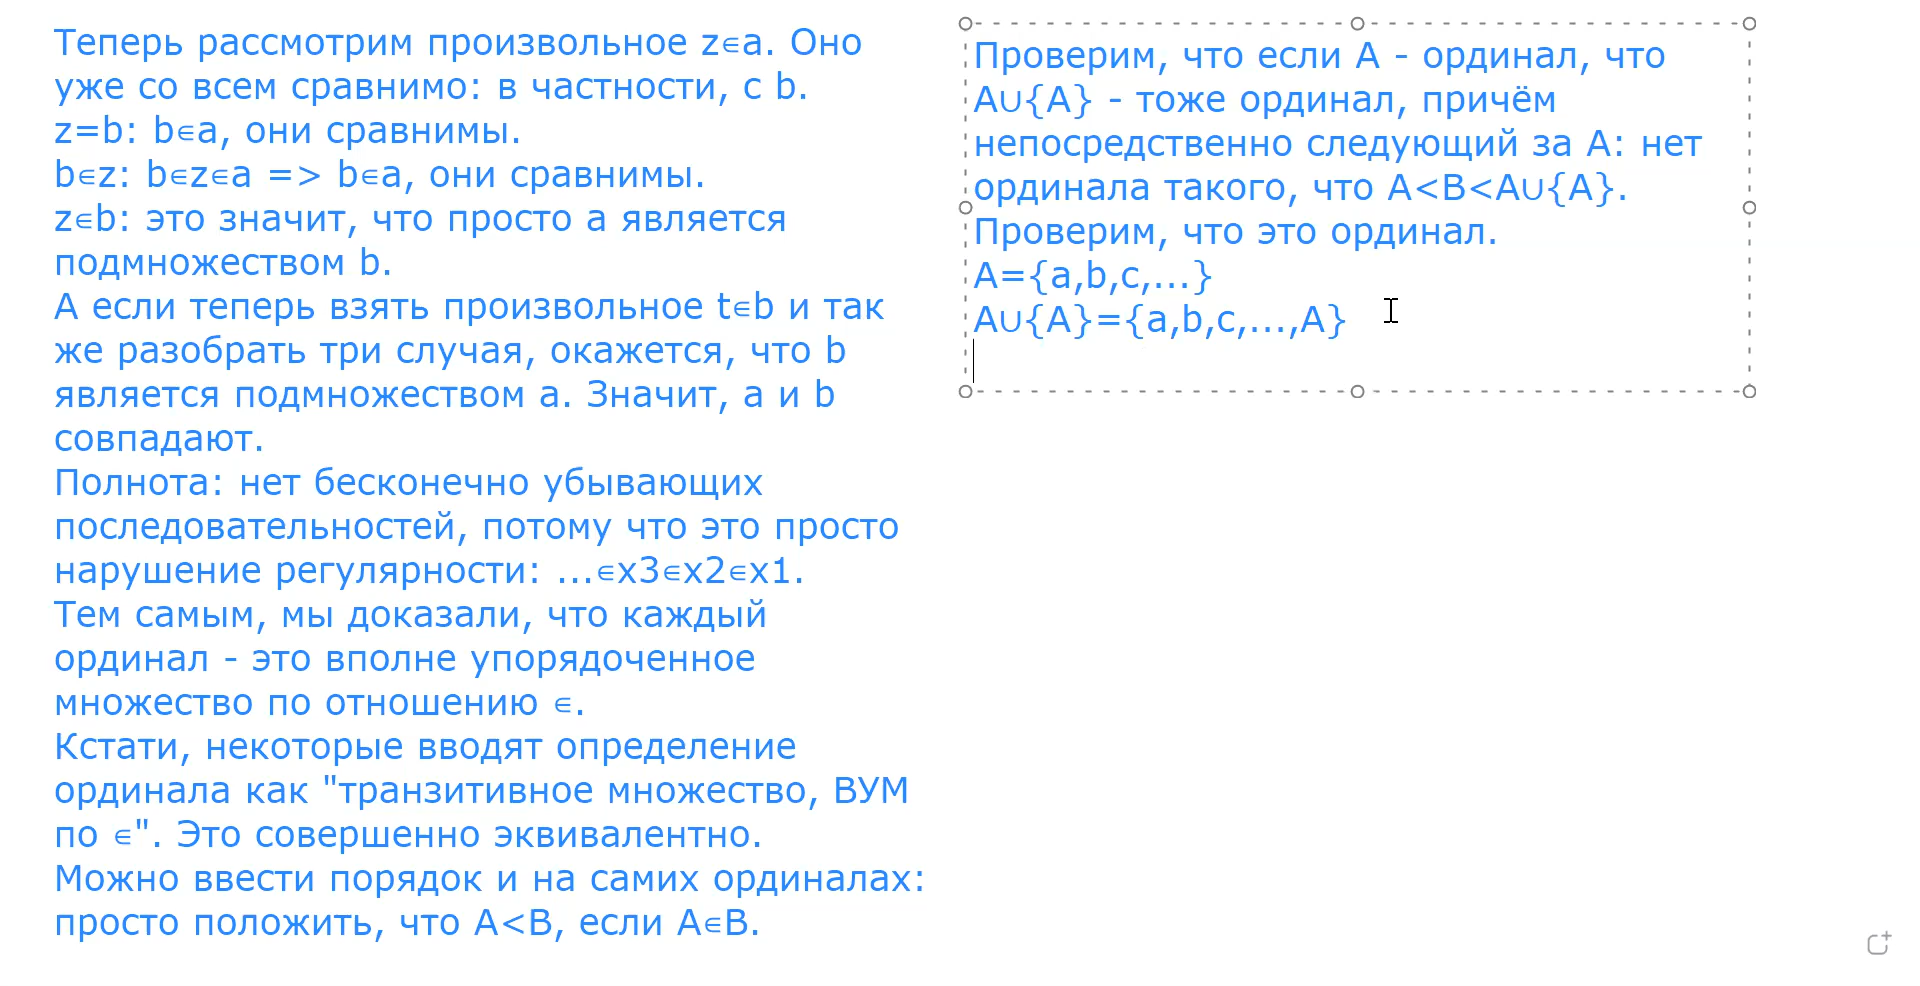 Теперь рассмотрим произвольное z∈a. Оно
уже со всем сравнимо: в частности, с b.
z=b: b∈a, они сравнимы.
b∈z: b∈z∈a => b∈a, они сравнимы.
z∈b: это значит, что просто a является
подмножеством b.
А если теперь взять произвольное t∈b и так
же разобрать три случая, окажется, что b
является подмножеством a. Значит, a и b
совпадают.
Полнота: нет бесконечно убывающих
последовательностей, потому что это просто
нарушение регулярности: ...∈x3∈x2∈x1.
Тем самым, мы доказали, что каждый
ординал - это вполне упорядоченное
множество по отношению ∈.
Кстати, некоторые вводят определение
ординала как "транзитивное множество, ВУМ
по ∈". Это совершенно эквивалентно.
Можно ввести порядок и на самих ординалах:
просто положить, что A<B, если A∈B.
Проверим, что если A - ординал, что
A∪{A} - тоже ординал, причём
непосредственно следующий за A: нет
ординала такого, что A<B<A∪{A}.
Проверим, что это ординал.
A={a,b,c,...}
A∪{A}={a,b,c,...,A}